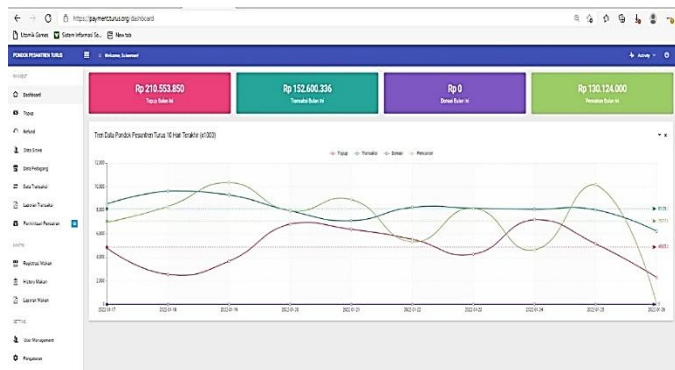 https://payment.turus.org/dashboard
Utomik Games
Sistem Informasi Se...
New tab
PONDOK PESANTREN TURUS
Welcome,
Activity
Dashboard
Topup
Refund
Data Siswa
Data Pedagang
Data Transaksi
Laporan Transaksi
Permintaan Pencairan
Registrasi Makan
History Makan
Laporan Makan
SETTING
User Management
Pengaturan
Rp 210.553.850
Topup Bulan Ini
Rp 152.600.336
Transaksi Bulan Ini
Rp 0
Donasi Bulan Ini
Rp 130.124.000
Pencairan Bulan Ini
Tren Data Pondok Pesantren Turus 10 Hari Terakhir (x1000)
Topup Transaksi Donasi Pencairan
12,000
10,000
8,000
6,000
4,000
2,000
0
2022-01-17 2022-01-18 2022-01-19 2022-01-20 2022-01-21 2022-01-22 2022-01-23 2022-01-24 2022-01-25 2022-01-26